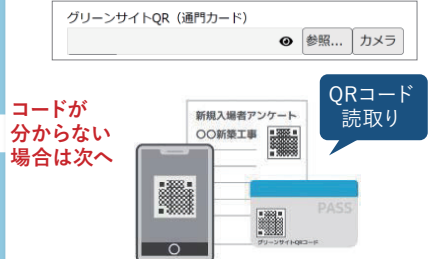 グリーンサイトQR（通門カード）
参照... カメラ
QRコード
読取り
コードが
分からない
場合は次へ
新規入場者アンケート
〇〇新築工事
PASS
グリーンサイトQRコード